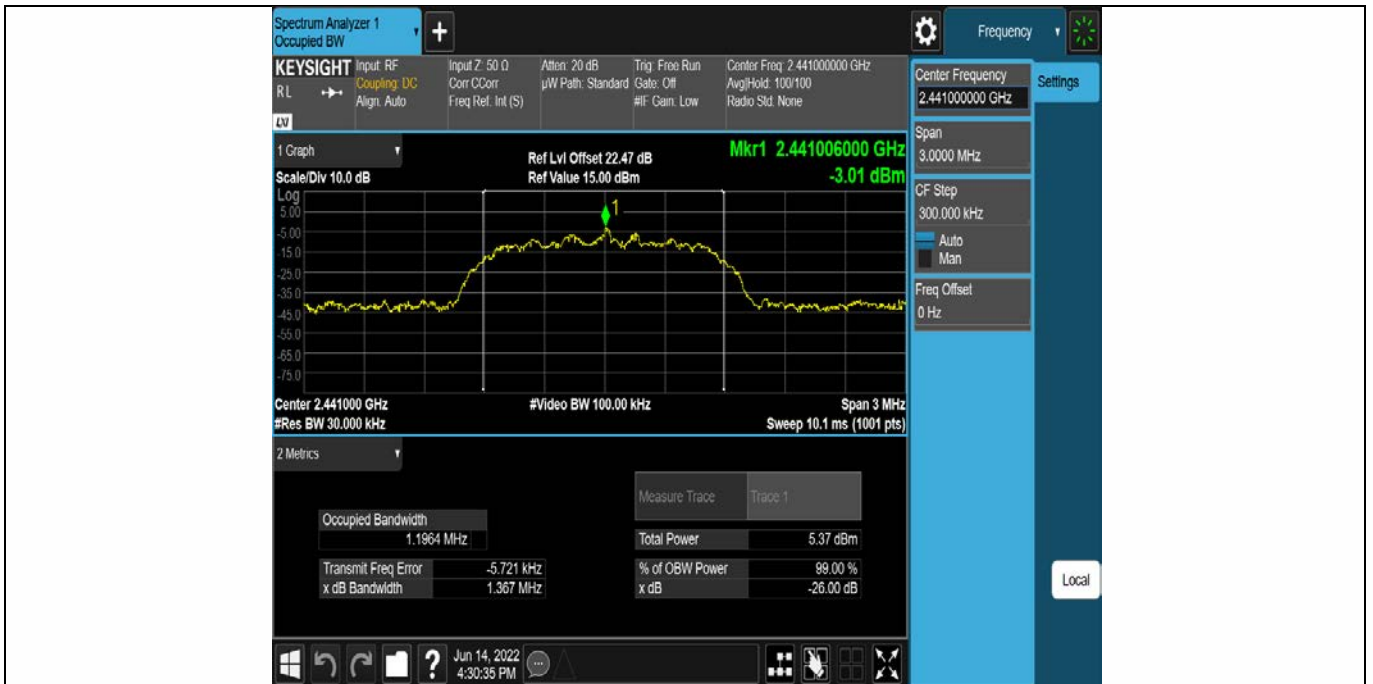 Spectrum Analyzer 1
Occupied BW
+
Frequency
KEYSIGHT
RL
LXI
Input: RF
Coupling: DC
Align: Auto
Input Z: 50 Ω
Corr CCorr
Freq Ref: Int (S)
Atten: 20 dB
µW Path: Standard
Trig: Free Run
Gate: Off
#IF Gain: Low
Center Freq: 2.441000000 GHz
Avg|Hold: 100/100
Radio Std: None
Center Frequency
2.441000000 GHz
Settings
Span
3.0000 MHz
CF Step
300.000 kHz
Auto
Man
Freq Offset
0 Hz
Local
1 Graph
Scale/Div 10.0 dB
Ref Lvl Offset 22.47 dB
Ref Value 15.00 dBm
Mkr1 2.441006000 GHz
-3.01 dBm
Log
5.00
-5.00
-15.0
-25.0
-35.0
-45.0
-55.0
-65.0
-75.0
1
Center 2.441000 GHz
#Res BW 30.000 kHz
#Video BW 100.00 kHz
Span 3 MHz
Sweep 10.1 ms (1001 pts)
2 Metrics
Measure Trace Trace 1
Occupied Bandwidth
1.1964 MHz
Total Power 5.37 dBm
Transmit Freq Error -5.721 kHz
% of OBW Power 99.00 %
x dB Bandwidth 1.367 MHz
x dB -26.00 dB
?
Jun 14, 2022
4:30:35 PM